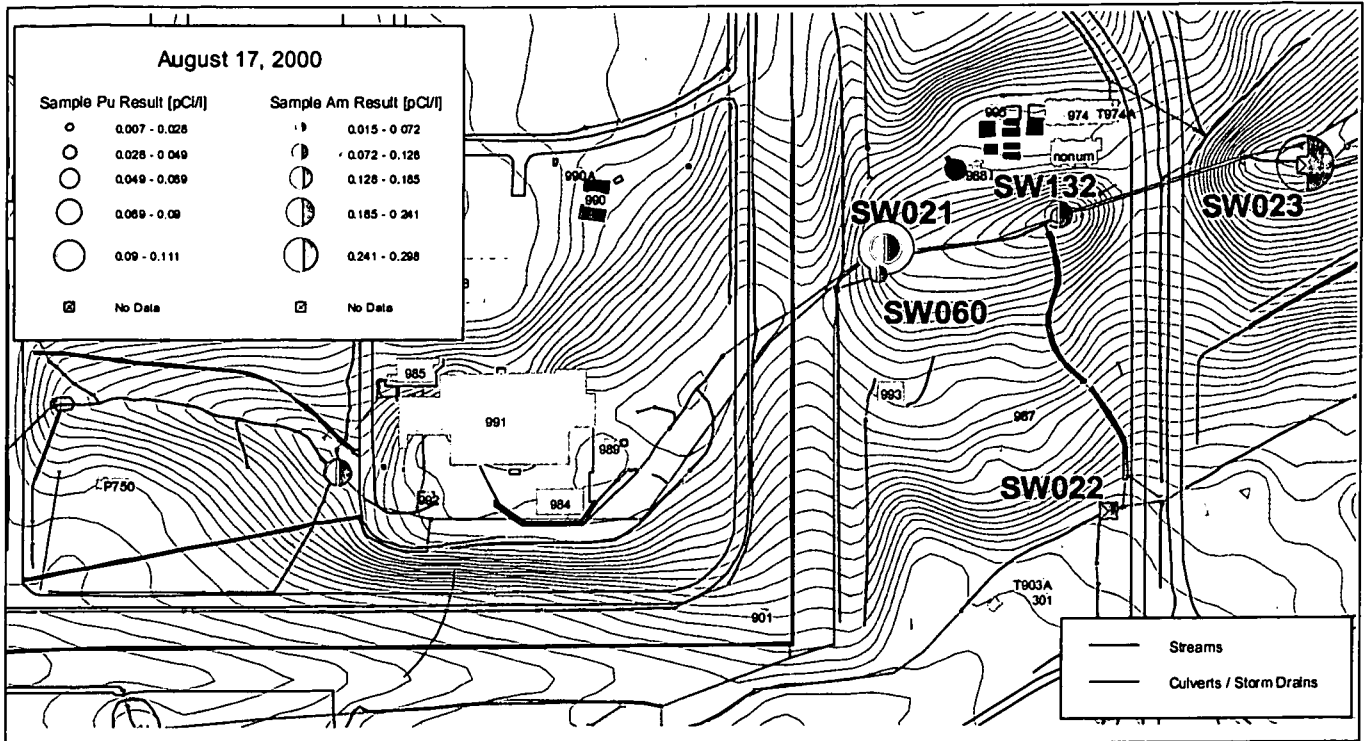 August 17, 2000
Sample Pu Result [pCi/l]
Sample Am Result [pCi/l]
0.007 - 0.028
0.015 - 0.072
0.028 - 0.049
0.072 - 0.128
0.049 - 0.069
0.128 - 0.185
0.069 - 0.09
0.185 - 0.241
0.09 - 0.111
0.241 - 0.298
No Data
No Data
974
T974A
nonum
988
990A
990
SW132
SW021
SW023
SW060
985
991
993
987
989
P750
992
984
SW022
T903A
301
901
Streams
Culverts / Storm Drains